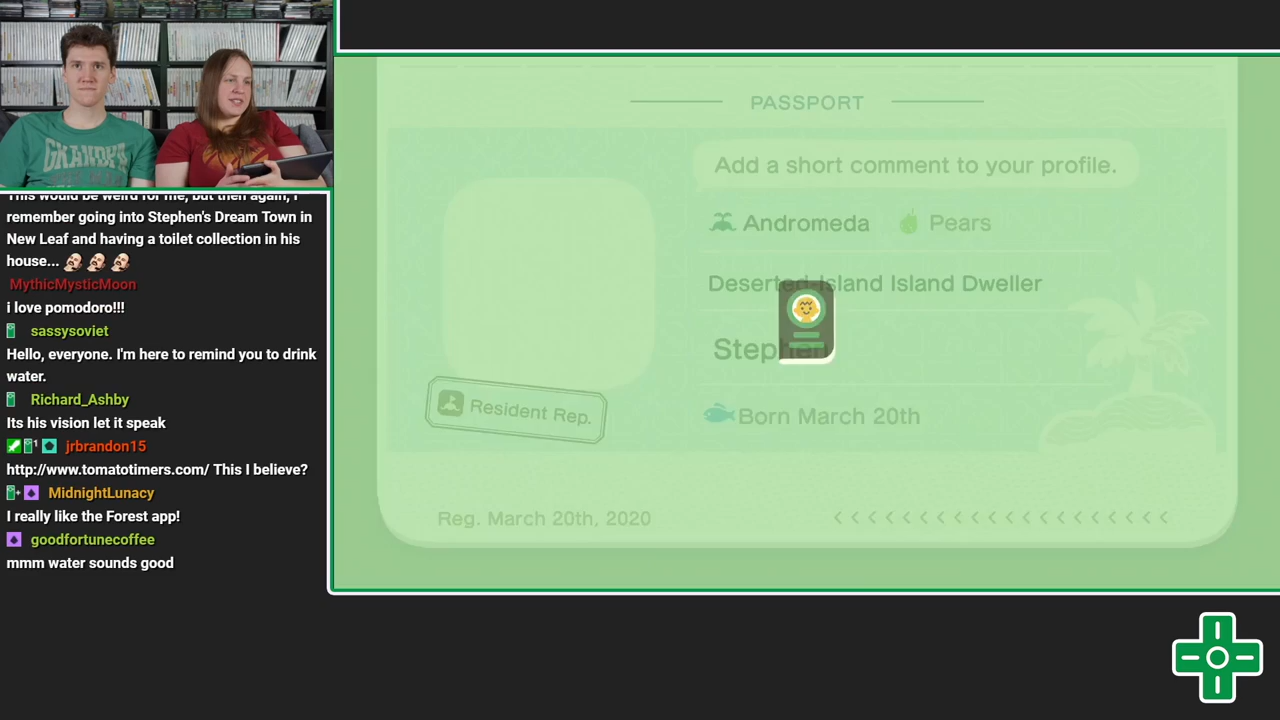 This would be weird for me, but then again, I
remember going into Stephen's Dream Town in
New Leaf and having a toilet collection in his
house...
MythicMysticMoon
i love pomodoro!!!
sassysoviet
Hello, everyone. I'm here to remind you to drink
water.
Richard_Ashby
Its his vision let it speak
1 jrbrandon15
http://www.tomatotimers.com/ This I believe?
MidnightLunacy
I really like the Forest app!
goodfortunecoffee
mmm water sounds good
PASSPORT
Add a short comment to your profile.
Andromeda Pears
Deserted-Island Island Dweller
Stephen
Resident Rep.
Born March 20th
Reg. March 20th, 2020 <<<<<<<<<<<<<<<<<<<<